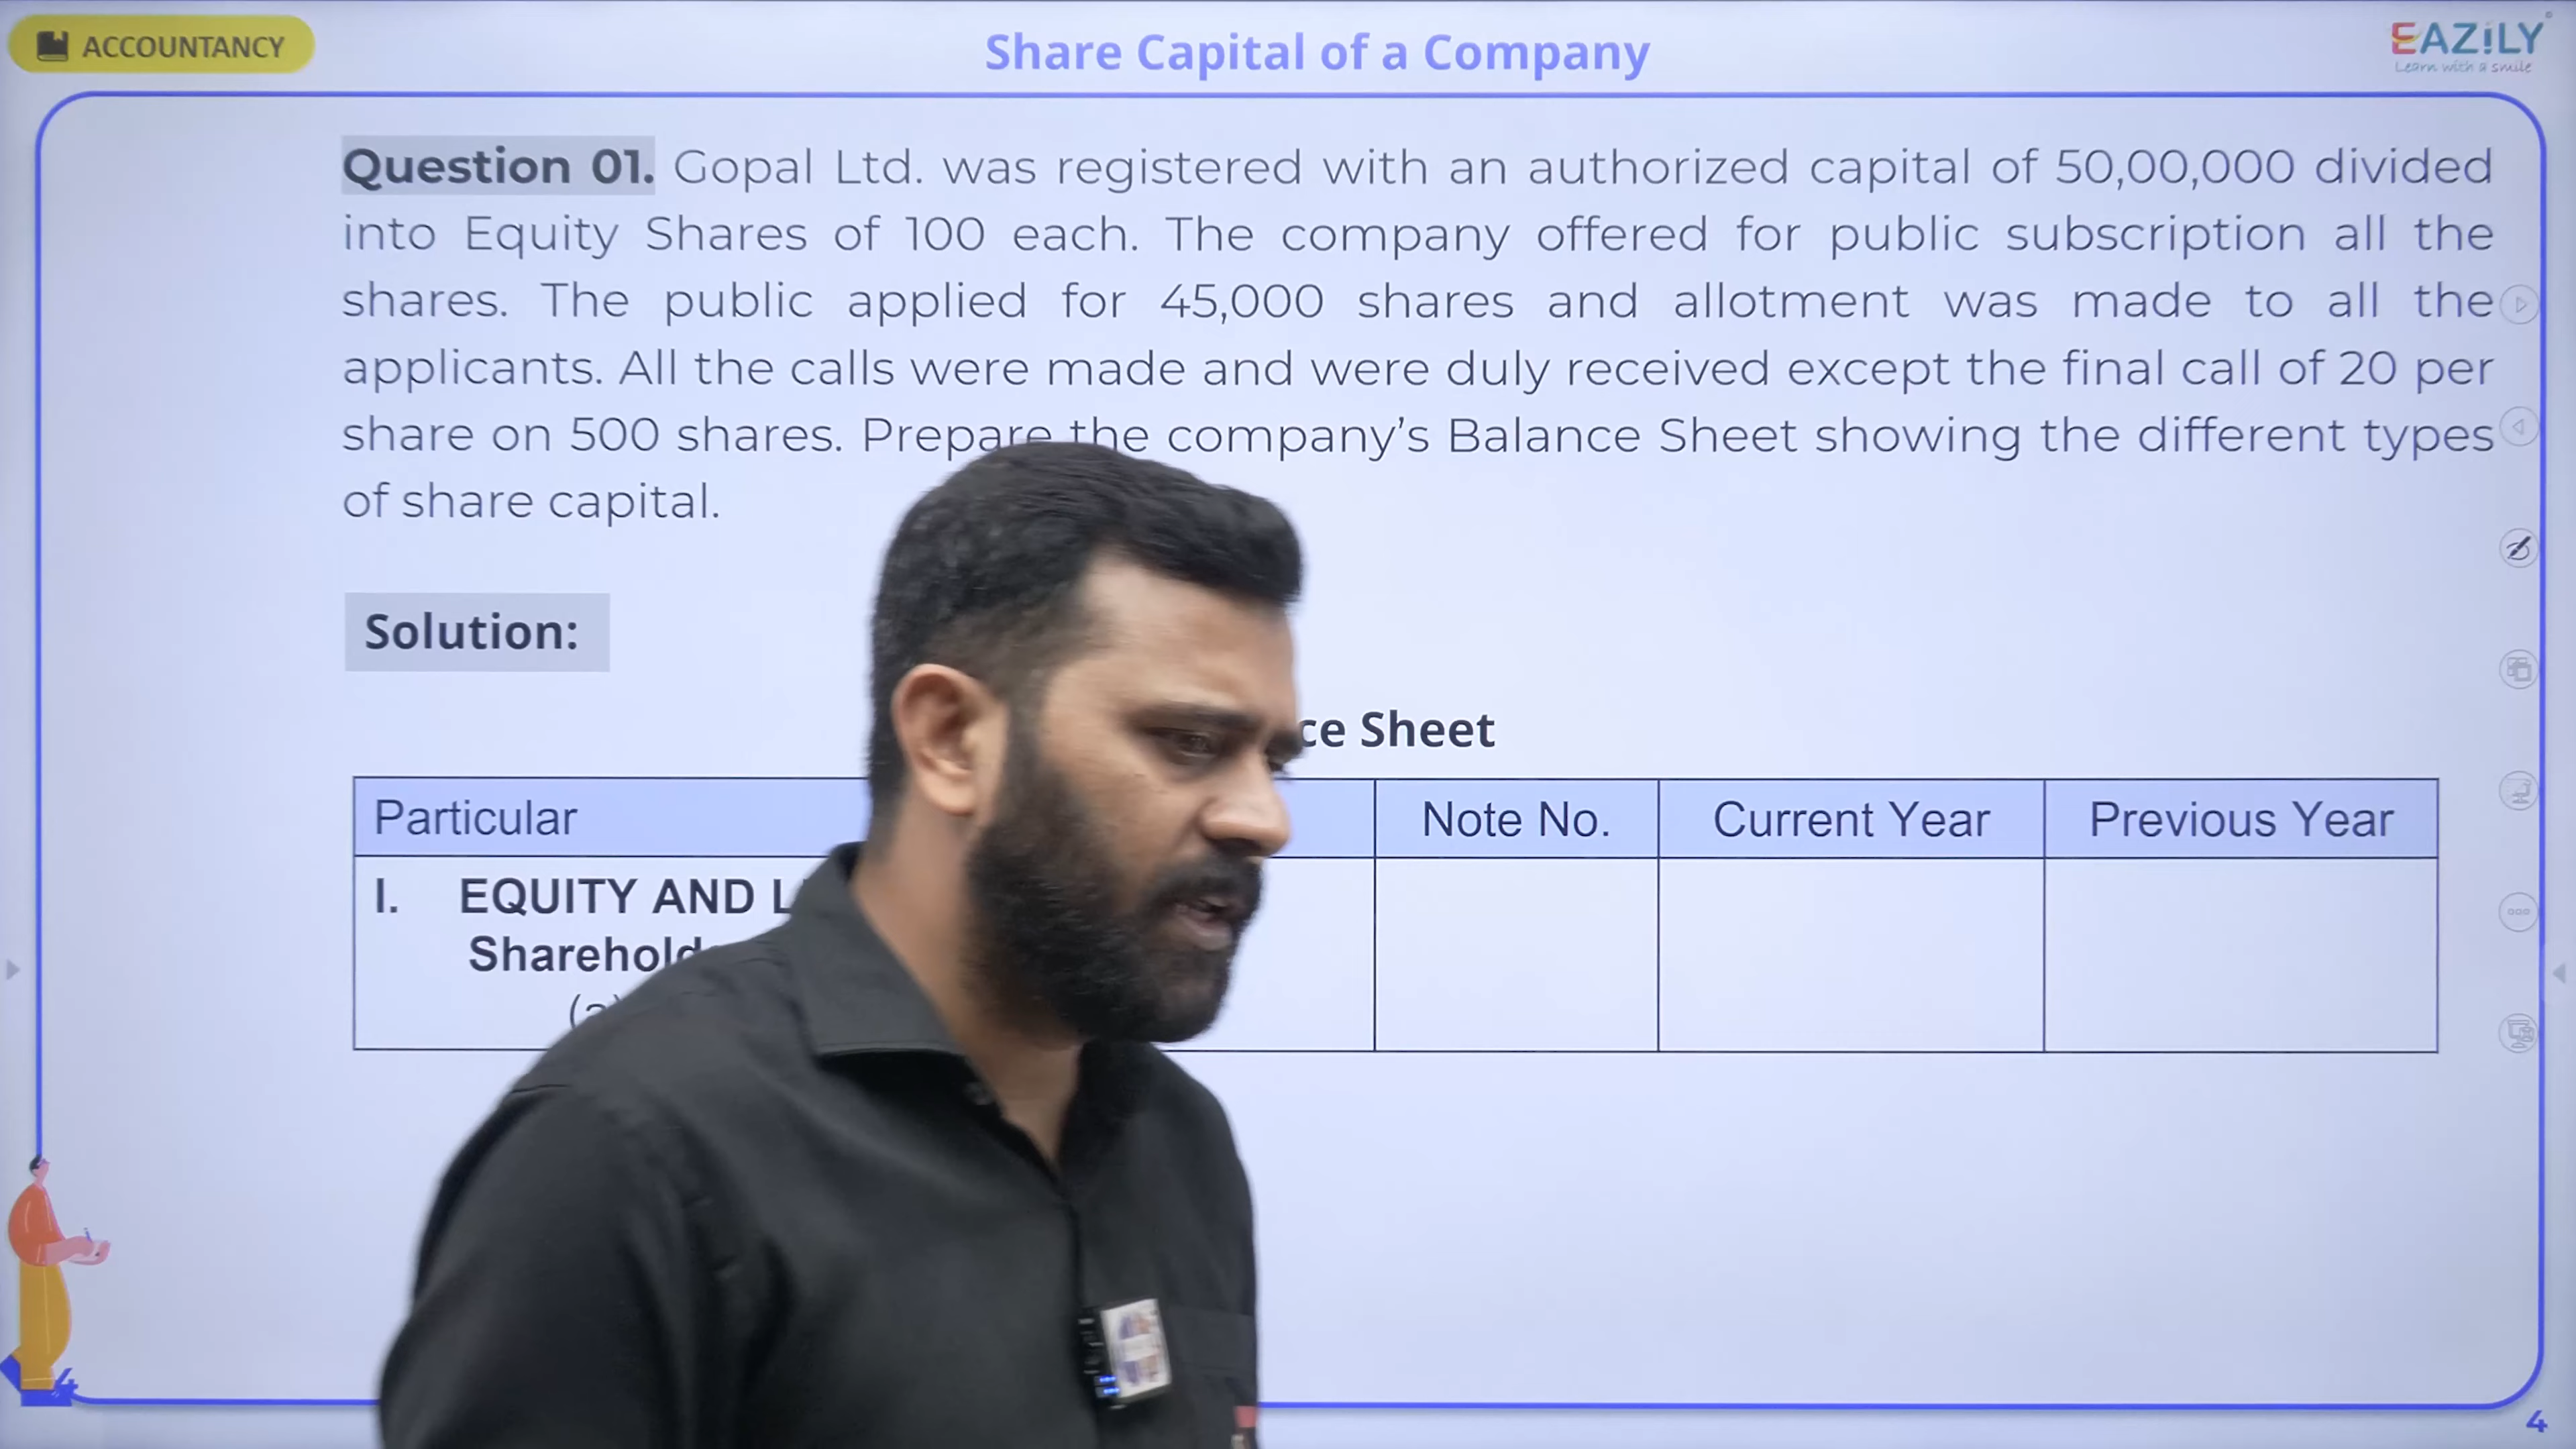 ACCOUNTANCY
Share Capital of a Company
EAZiLY
Learn with a smile
Question 01. Gopal Ltd. was registered with an authorized capital of 50,00,000 divided
into Equity Shares of 100 each. The company offered for public subscription all the
shares. The public applied for 45,000 shares and allotment was made to all the
applicants. All the calls were made and were duly received except the final call of 20 per
share on 500 shares. Prepare the company’s Balance Sheet showing the different types
of share capital.
Solution:
Sheet
Particular Note No. Current Year Previous Year
I. EQUITY AND
4
4